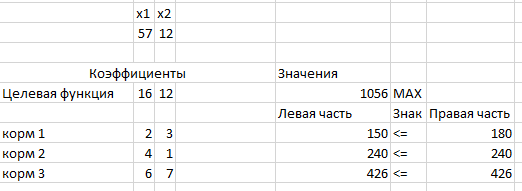 x1 x2
57 12
Коэффициенты Значения
Целевая функция 16 12 1056 MAX
Левая часть Знак Правая часть
корм 1 2 3 150 <= 180
корм 2 4 1 240 <= 240
корм 3 6 7 426 <= 426